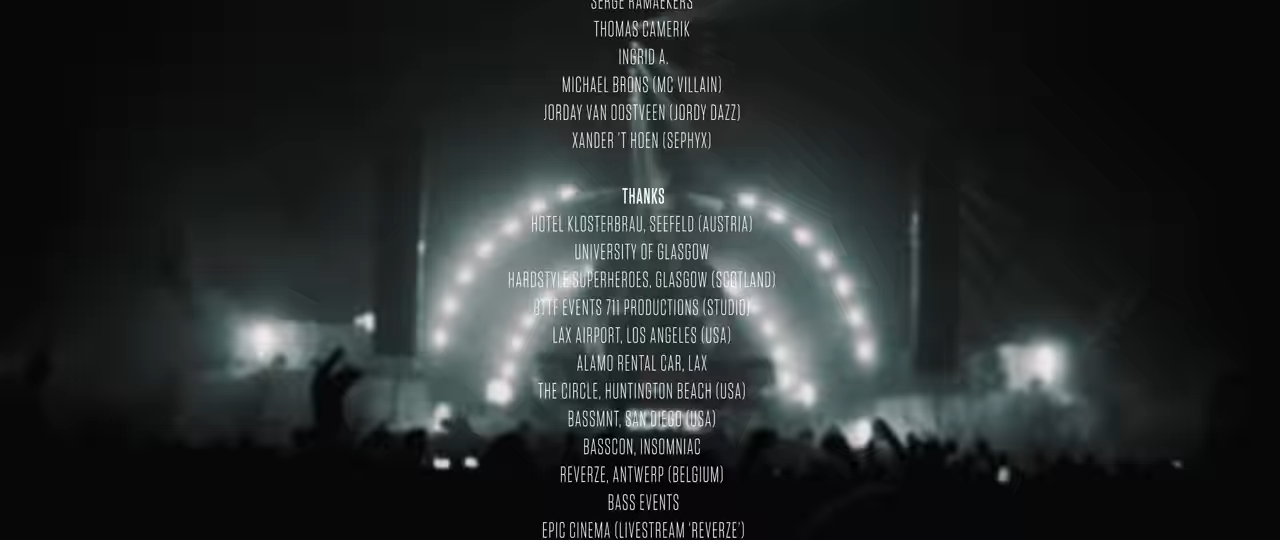 SERGE RAMAEKERS
THOMAS CAMERIK
INGRID A.
MICHAEL BRONS (MC VILLAIN)
JORDAY VAN OOSTVEEN (JORDY DAZZ)
XANDER 'T HOEN (SEPHYX)
THANKS
HOTEL KLOSTERBRAU, SEEFELD (AUSTRIA)
UNIVERSITY OF GLASGOW
HARDSTYLE SUPERHEROES, GLASGOW (SCOTLAND)
BTTF EVENTS 711 PRODUCTIONS (STUDIO)
LAX AIRPORT, LOS ANGELES (USA)
ALAMO RENTAL CAR, LAX
THE CIRCLE, HUNTINGTON BEACH (USA)
BASSMNT, SAN DIEGO (USA)
BASSCON, INSOMNIAC
REVERZE, ANTWERP (BELGIUM)
BASS EVENTS
EPIC CINEMA (LIVESTREAM 'REVERZE')